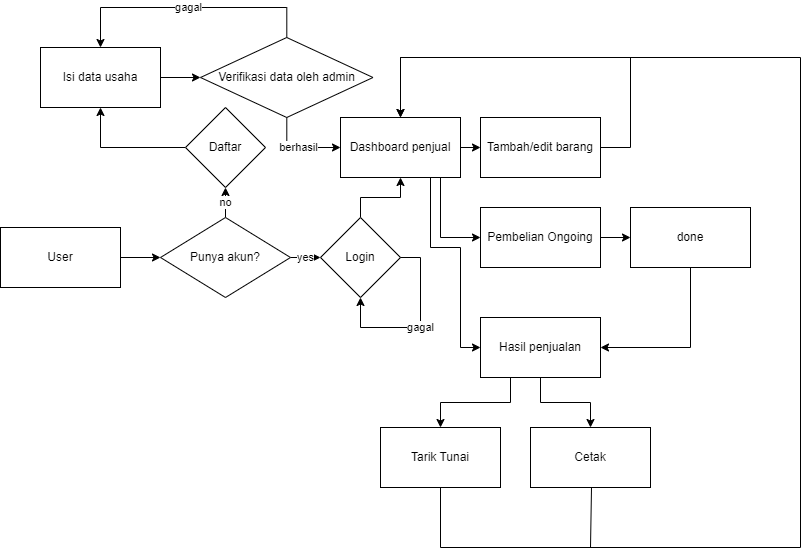 gagal
Isi data usaha
Verifikasi data oleh admin
berhasil
Dashboard penjual
Tambah/edit barang
Daftar
no
User
Punya akun?
yes
Login
gagal
Pembelian Ongoing
done
Hasil penjualan
Tarik Tunai
Cetak